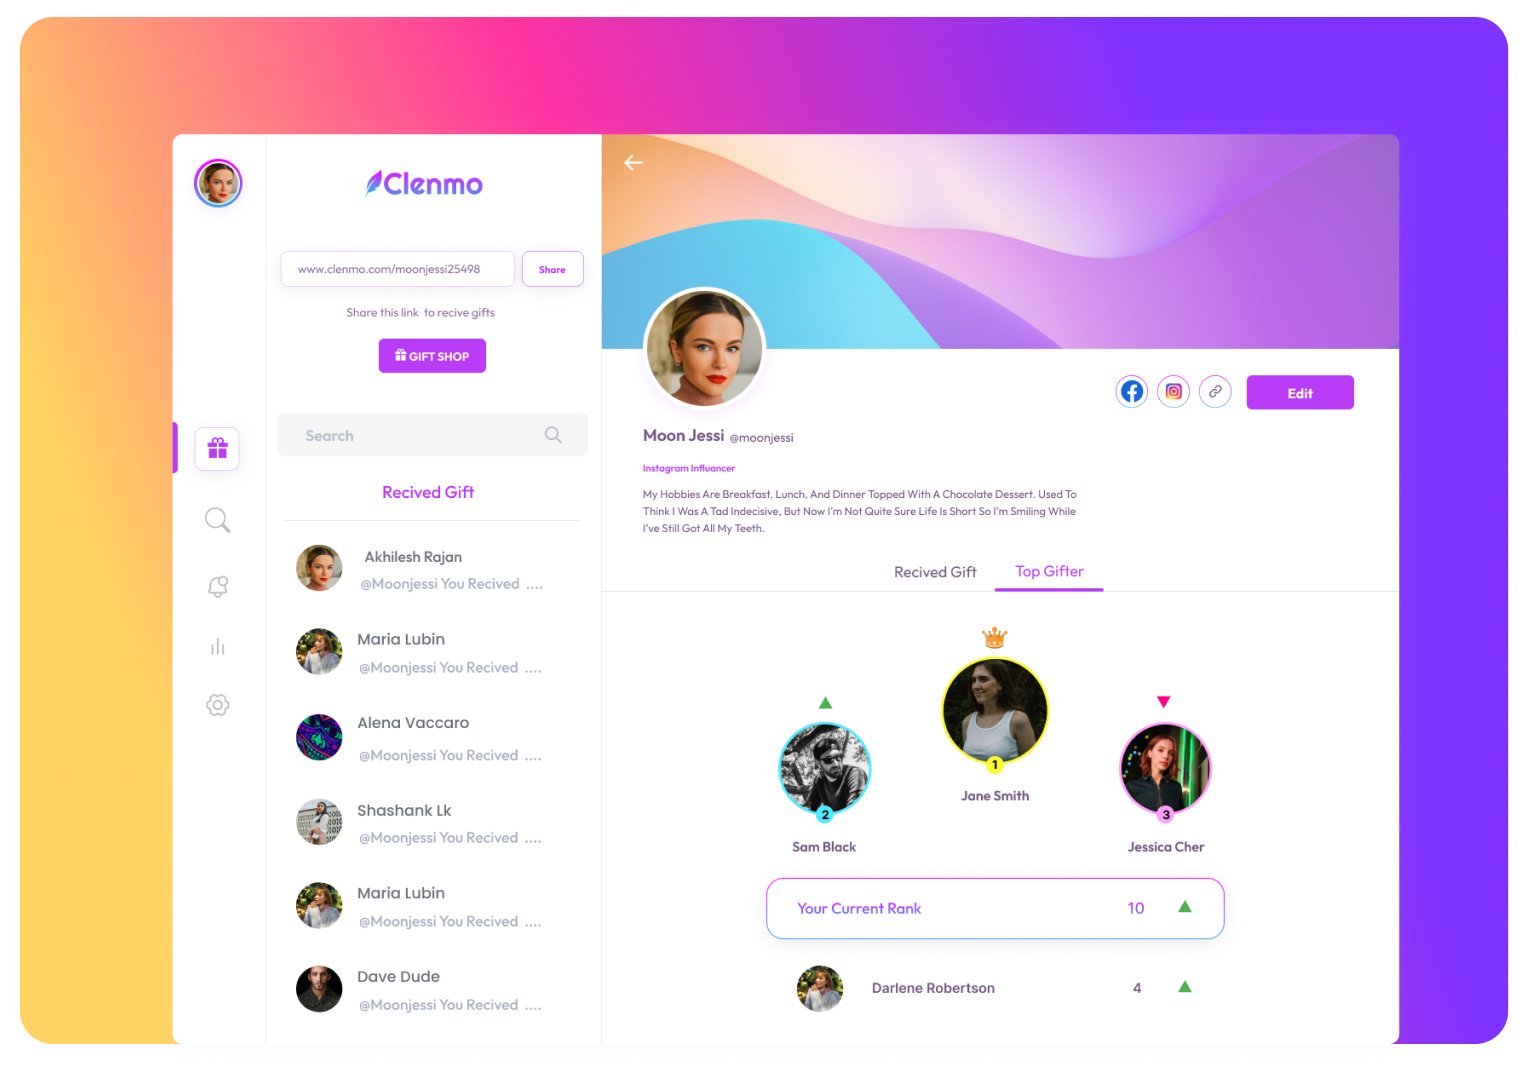 Clenmo
www.clenmo.com/moonjessi25498
Share
Share this link to recive gifts
GIFT SHOP
Search
Recived Gift
Akhilesh Rajan
@Moonjessi You Recived ....
Maria Lubin
@Moonjessi You Recived ....
Alena Vaccaro
@Moonjessi You Recived ....
Shashank Lk
@Moonjessi You Recived ....
Maria Lubin
@Moonjessi You Recived ....
Dave Dude
@Moonjessi You Recived ....
Edit
Moon Jessi @moonjessi
Instagram Influancer
My Hobbies Are Breakfast, Lunch, And Dinner Topped With A Chocolate Dessert. Used To
Think I Was A Tad Indecisive, But Now I'm Not Quite Sure Life Is Short So I'm Smiling While
I've Still Got All My Teeth.
Recived Gift
Top Gifter
1
Jane Smith
2
Sam Black
3
Jessica Cher
Your Current Rank 10
Darlene Robertson 4